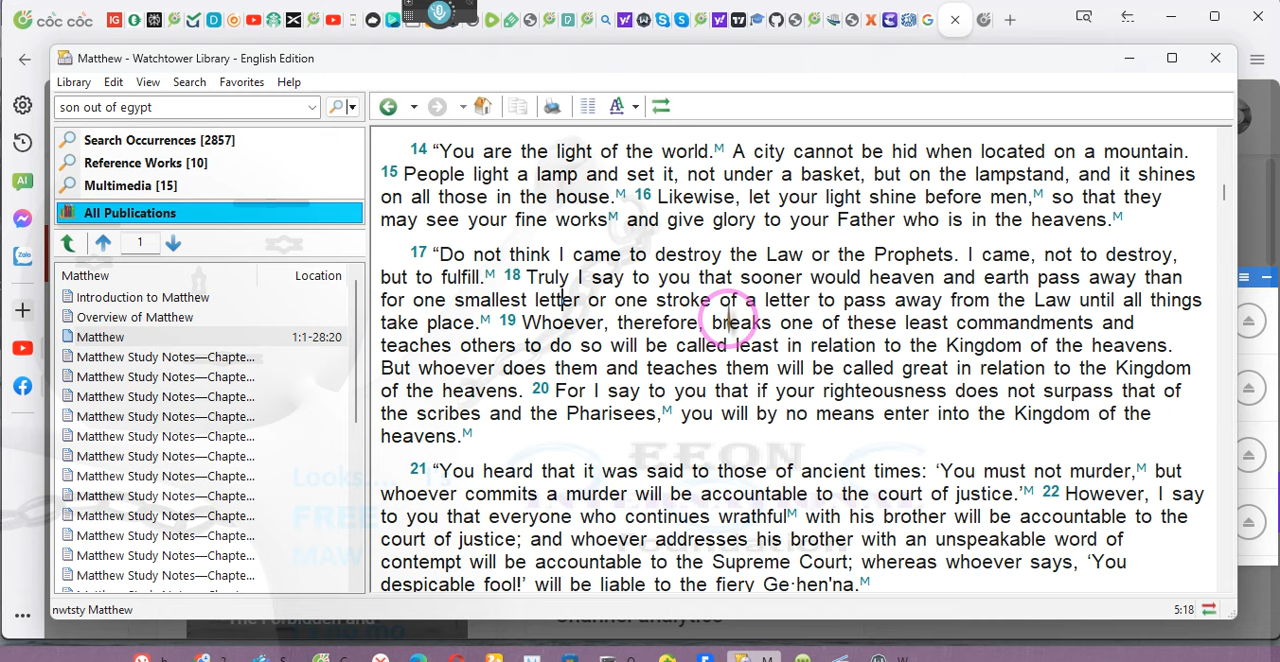 cốc cốc
Matthew - Watchtower Library - English Edition
Library Edit View Search Favorites Help
son out of egypt
Search Occurrences [2857]
Reference Works [10]
Multimedia [15]
All Publications
1
Matthew Location
Introduction to Matthew
Overview of Matthew
Matthew 1:1-28:20
Matthew Study Notes—Chapte...
Matthew Study Notes—Chapte...
Matthew Study Notes—Chapte...
Matthew Study Notes—Chapte...
Matthew Study Notes—Chapte...
Matthew Study Notes—Chapte...
Matthew Study Notes—Chapte...
Matthew Study Notes—Chapte...
Matthew Study Notes—Chapte...
Matthew Study Notes—Chapte...
Matthew Study Notes—Chapte...
Matthew Study Notes—Chapte...
14 “You are the light of the world.M A city cannot be hid when located on a mountain.
15 People light a lamp and set it, not under a basket, but on the lampstand, and it shines
on all those in the house.M 16 Likewise, let your light shine before men,M so that they
may see your fine worksM and give glory to your Father who is in the heavens.M
17 “Do not think I came to destroy the Law or the Prophets. I came, not to destroy,
but to fulfill.M 18 Truly I say to you that sooner would heaven and earth pass away than
for one smallest letter or one stroke of a letter to pass away from the Law until all things
take place.M 19 Whoever, therefore, breaks one of these least commandments and
teaches others to do so will be called least in relation to the Kingdom of the heavens.
But whoever does them and teaches them will be called great in relation to the Kingdom
of the heavens. 20 For I say to you that if your righteousness does not surpass that of
the scribes and the Pharisees,M you will by no means enter into the Kingdom of the
heavens.M
21 “You heard that it was said to those of ancient times: ‘You must not murder,M but
whoever commits a murder will be accountable to the court of justice.’M 22 However, I say
to you that everyone who continues wrathfulM with his brother will be accountable to the
court of justice; and whoever addresses his brother with an unspeakable word of
contempt will be accountable to the Supreme Court; whereas whoever says, ‘You
despicable fool!’ will be liable to the fiery Ge·hen'na.M
nwtsty Matthew
5:18
AI
Zalo
Looks....
FREE
MAW
EEON
INTERNATIONAL
Foundation
The Forbidden and
channel analytics